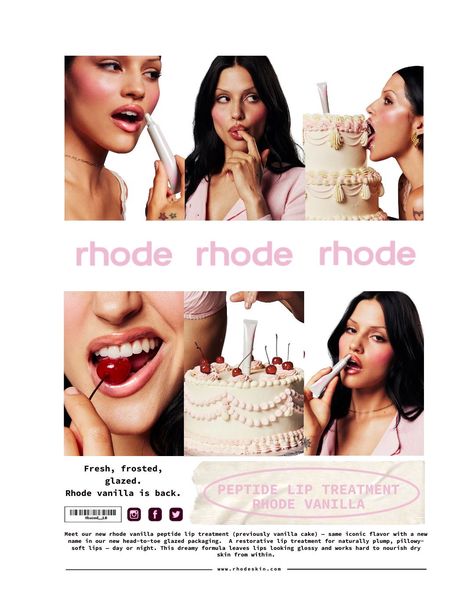 rhode rhode rhode
Fresh, frosted,
glazed.
Rhode vanilla is back.
PEPTIDE LIP TREATMENT
RHODE VANILLA
Meet our new rhode vanilla peptide lip treatment (previously vanilla cake) — same iconic flavor with a new
name in our new head-to-toe glazed packaging. A restorative lip treatment for naturally plump, pillowy-
soft lips — day or night. This dreamy formula leaves lips looking glossy and works hard to nourish dry
skin from within.
www.rhodeskin.com